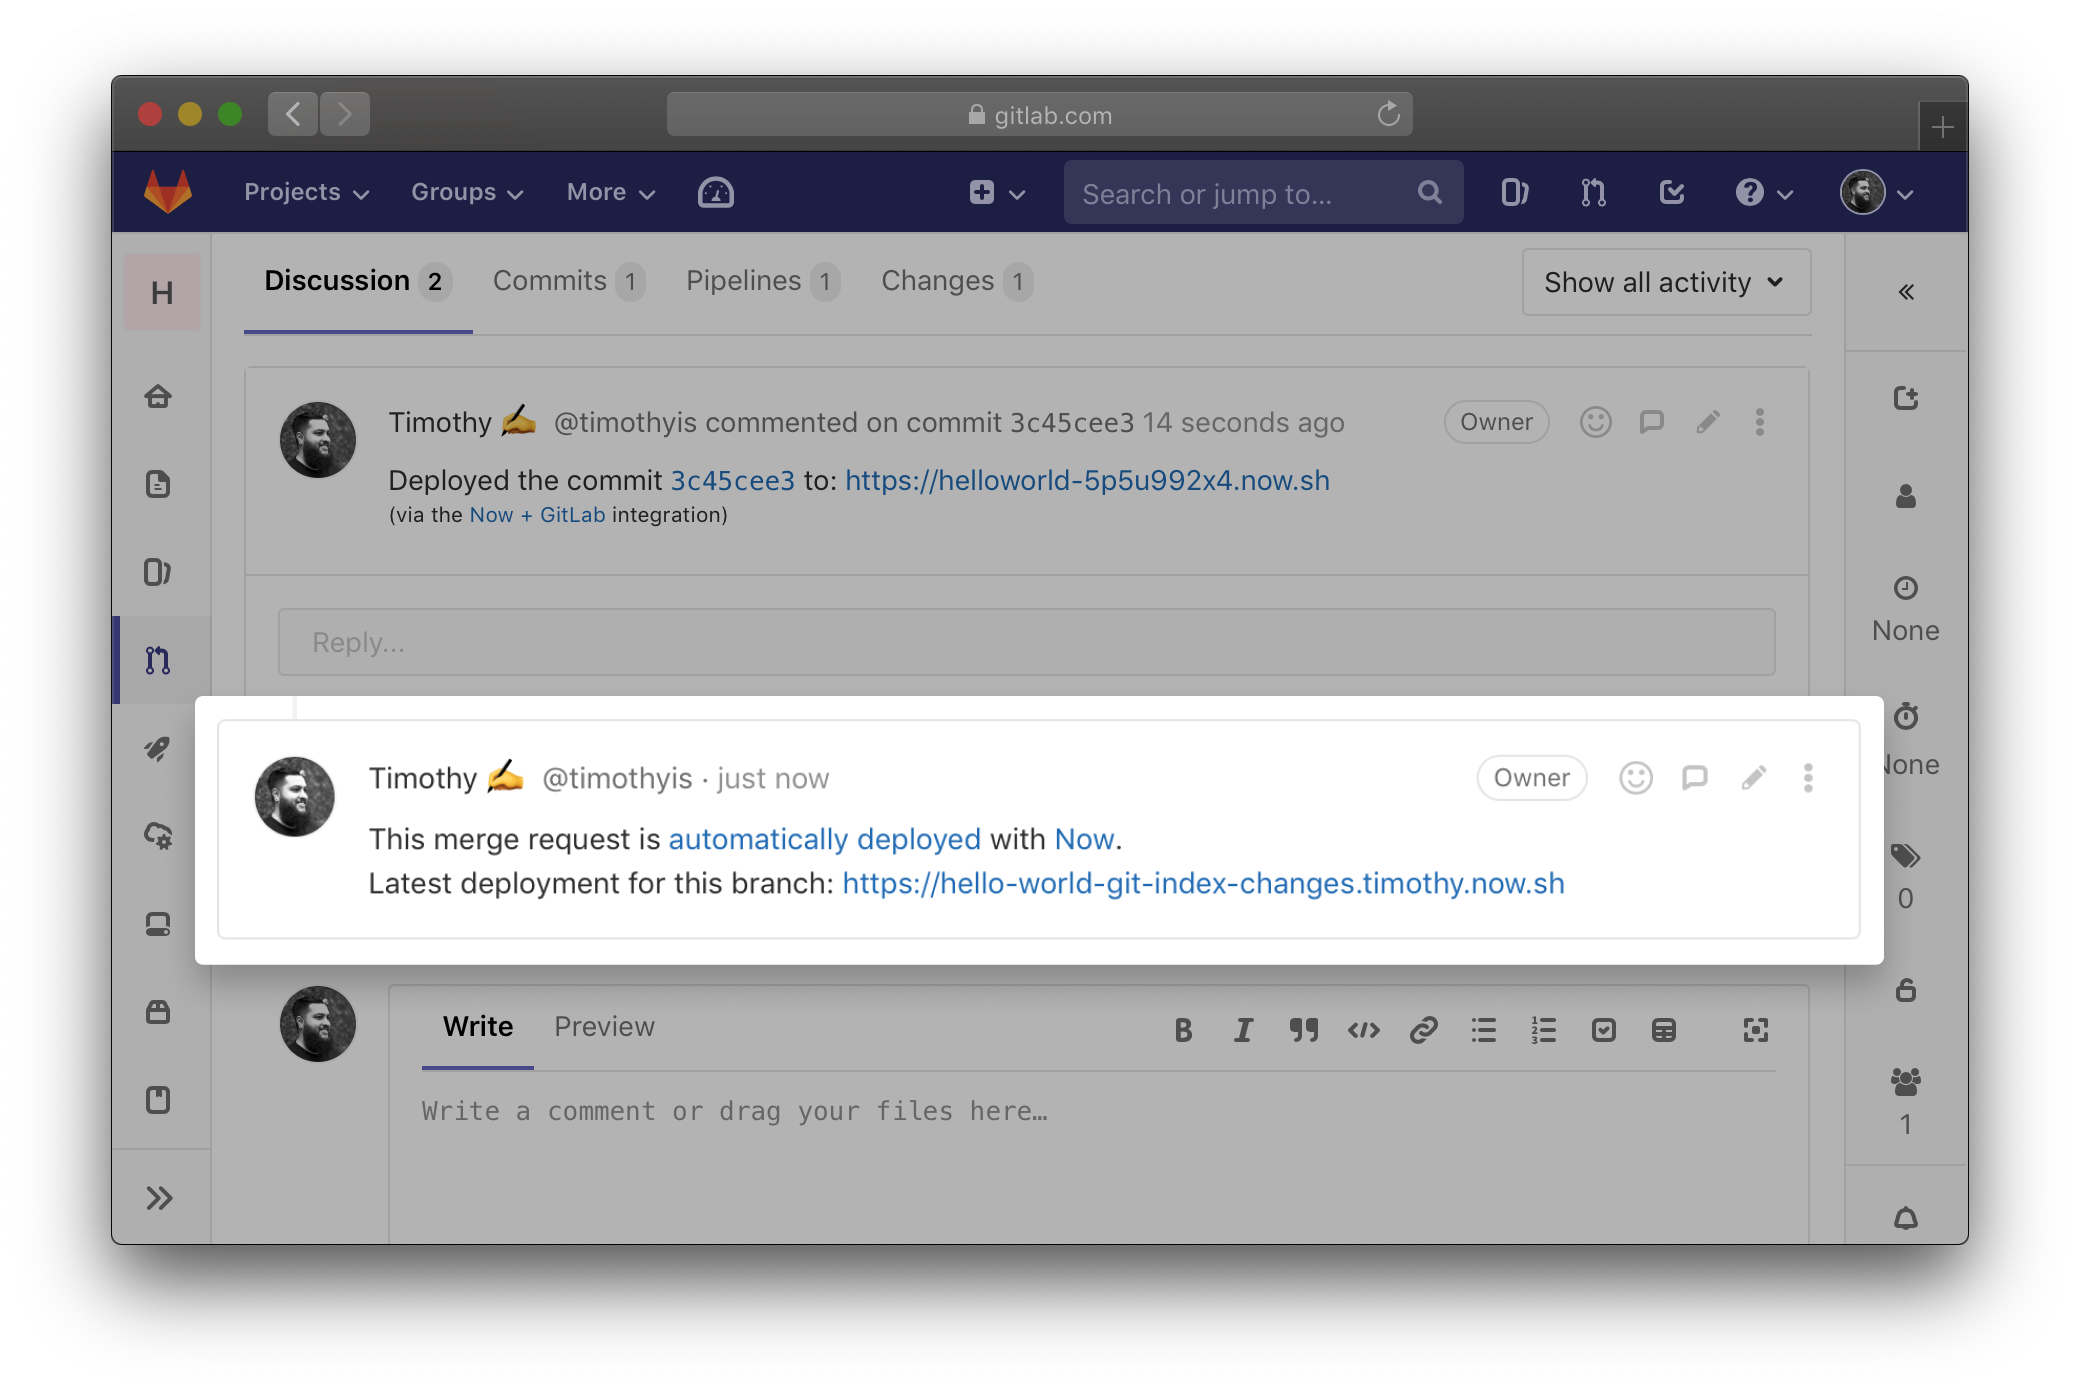 gitlab.com
Projects Groups More Search or jump to...
H
Discussion 2 Commits 1 Pipelines 1 Changes 1 Show all activity
Timothy ✍️ @timothyis commented on commit 3c45cee3 14 seconds ago Owner
Deployed the commit 3c45cee3 to: https://helloworld-5p5u992x4.now.sh
(via the Now + GitLab integration)
Reply...
None
Timothy ✍️ @timothyis · just now Owner
None
This merge request is automatically deployed with Now.
Latest deployment for this branch: https://hello-world-git-index-changes.timothy.now.sh
0
Write Preview
Write a comment or drag your files here…
1